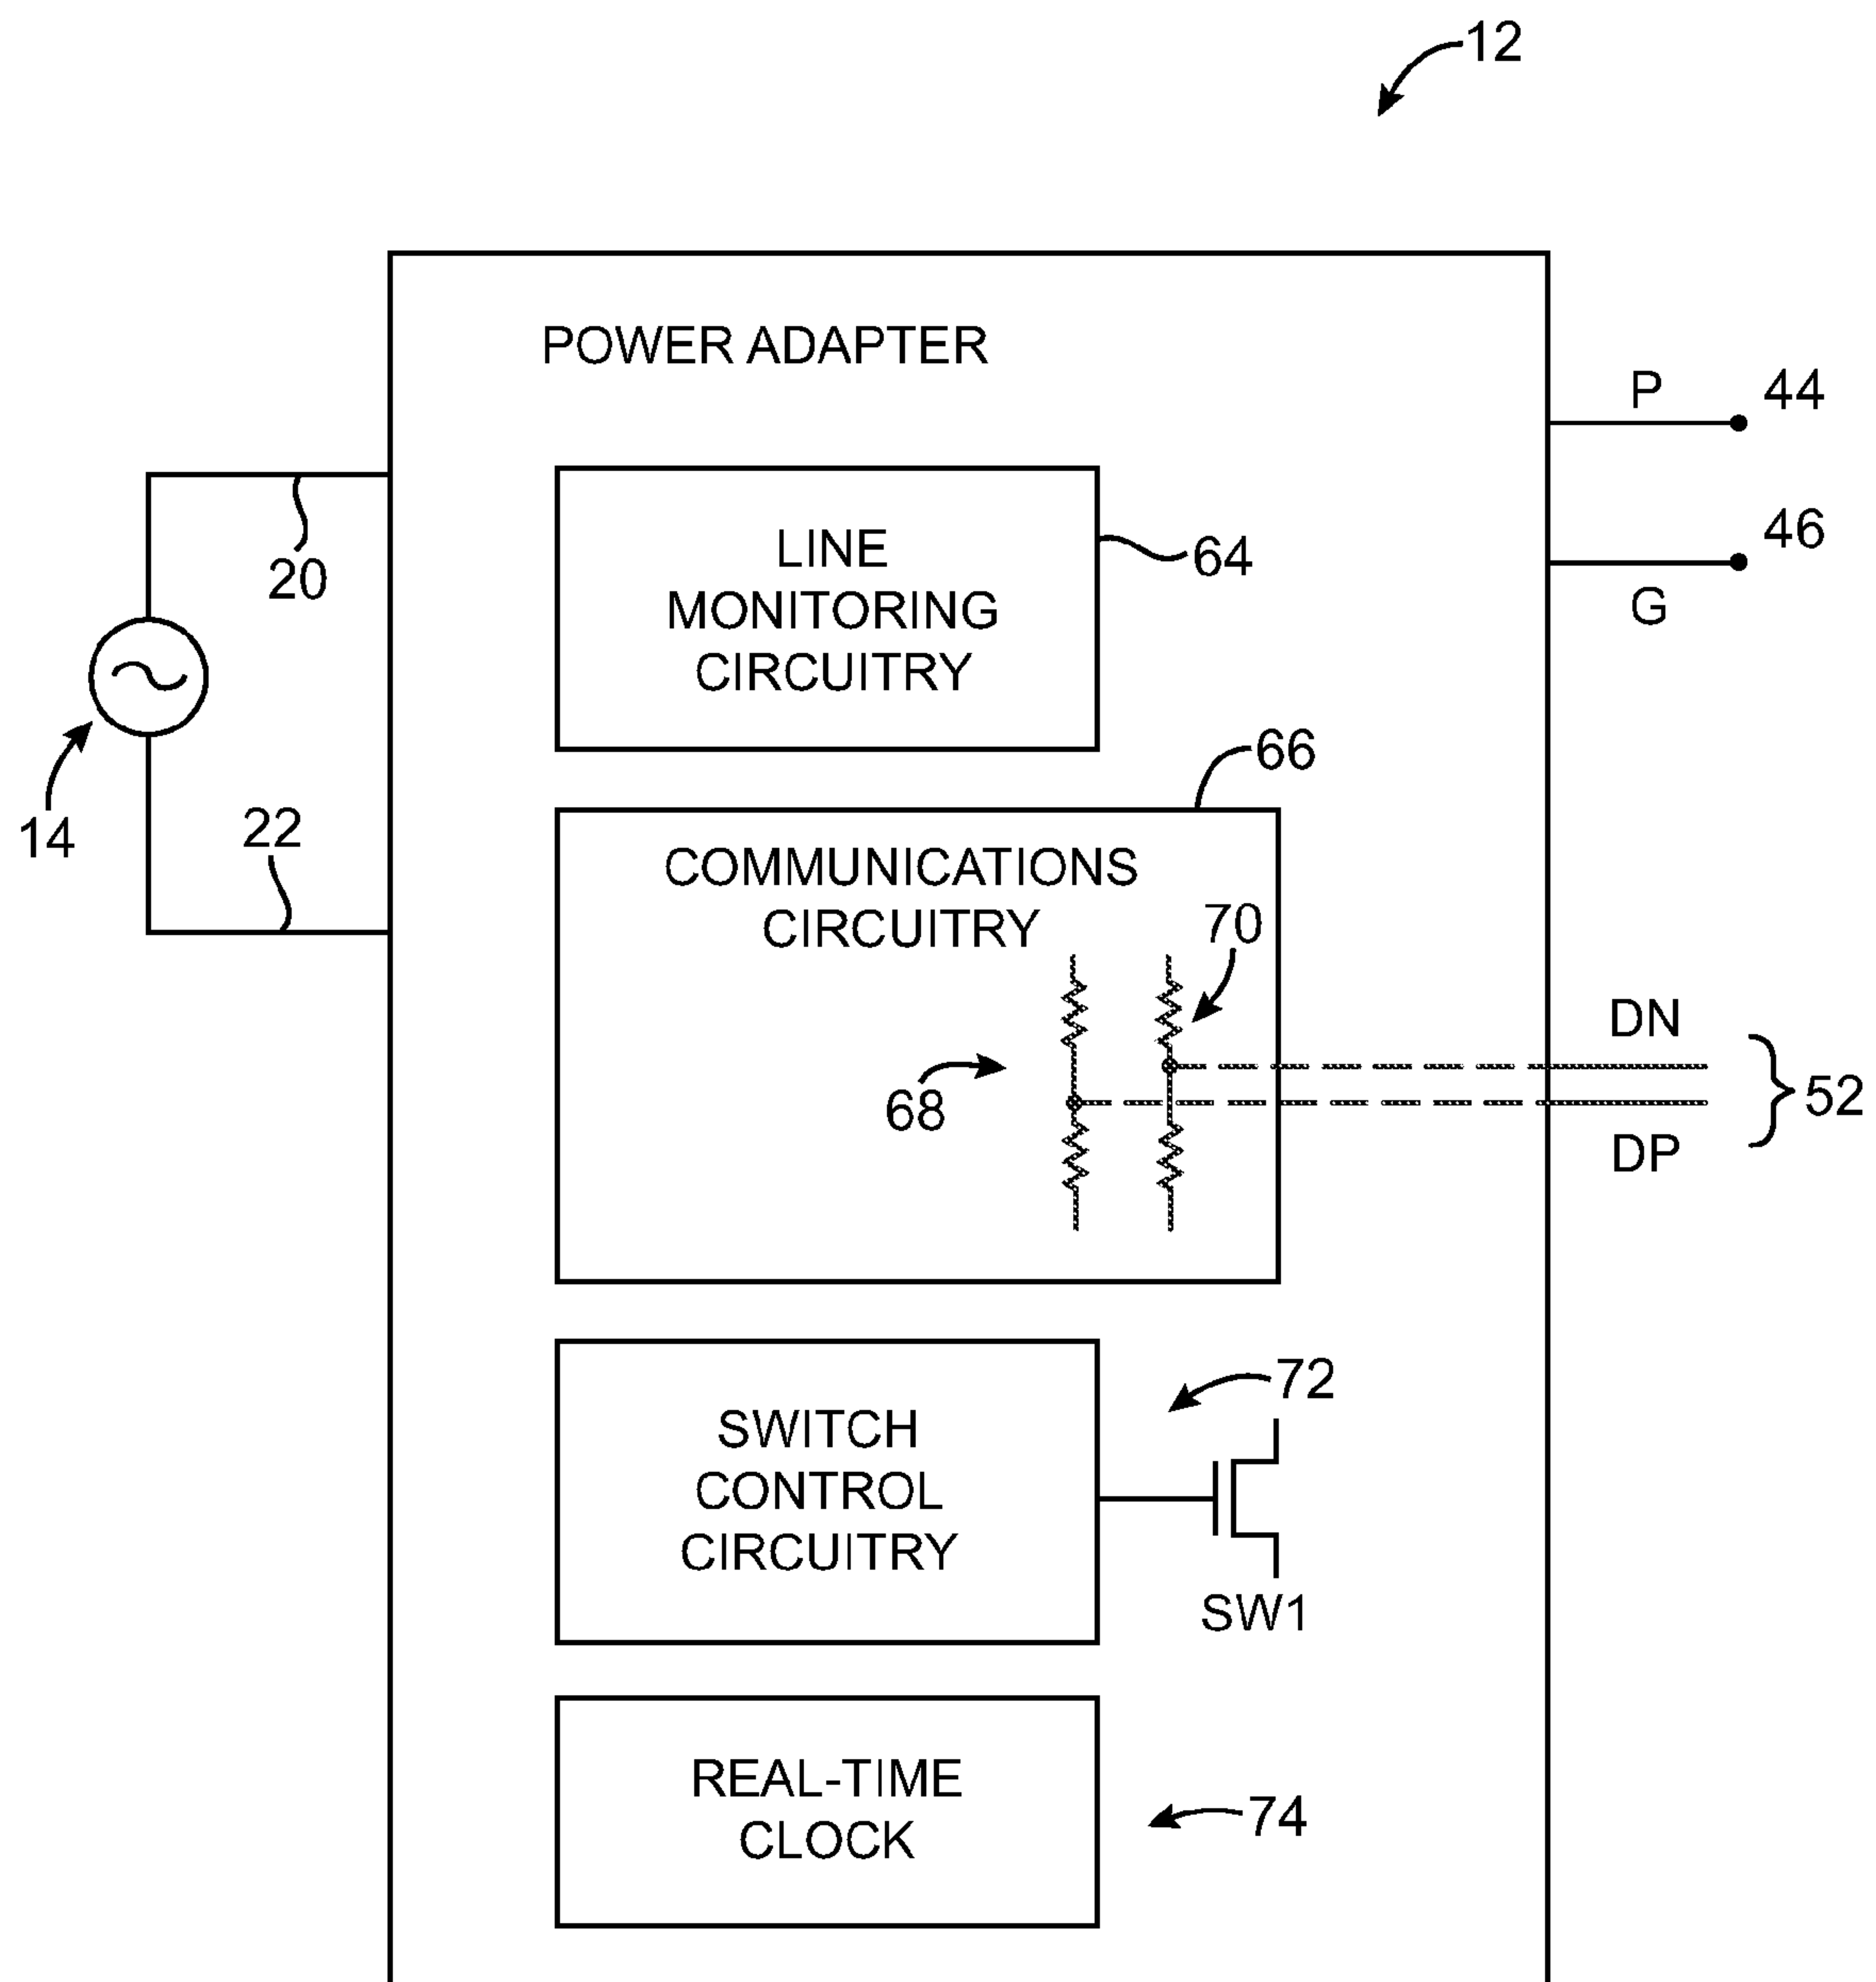 12
POWER ADAPTER
P
44
46
G
20
LINE
MONITORING
CIRCUITRY
64
14
22
66
COMMUNICATIONS
CIRCUITRY
70
68
DN
DP
52
SWITCH
CONTROL
CIRCUITRY
72
SW1
REAL-TIME
CLOCK
74